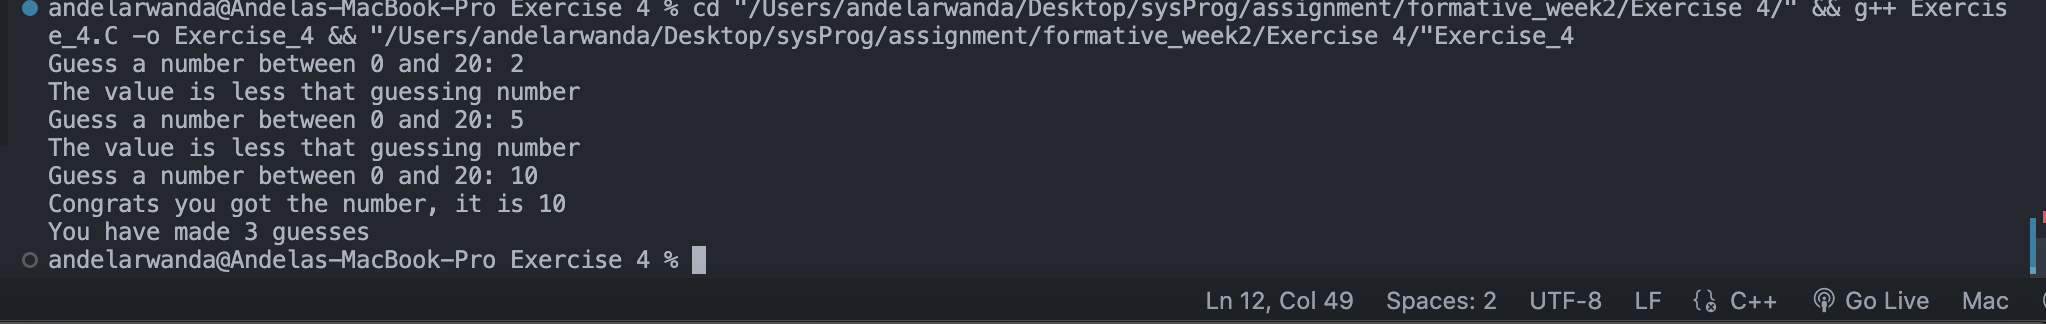 andelarwanda@Andelas-MacBook-Pro Exercise 4 % cd "/Users/andelarwanda/Desktop/sysProg/assignment/formative_week2/Exercise 4/" && g++ Exercis
e_4.C -o Exercise_4 && "/Users/andelarwanda/Desktop/sysProg/assignment/formative_week2/Exercise 4/"Exercise_4
Guess a number between 0 and 20: 2
The value is less that guessing number
Guess a number between 0 and 20: 5
The value is less that guessing number
Guess a number between 0 and 20: 10
Congrats you got the number, it is 10
You have made 3 guesses
andelarwanda@Andelas-MacBook-Pro Exercise 4 %
Ln 12, Col 49 Spaces: 2 UTF-8 LF C++ Go Live Mac